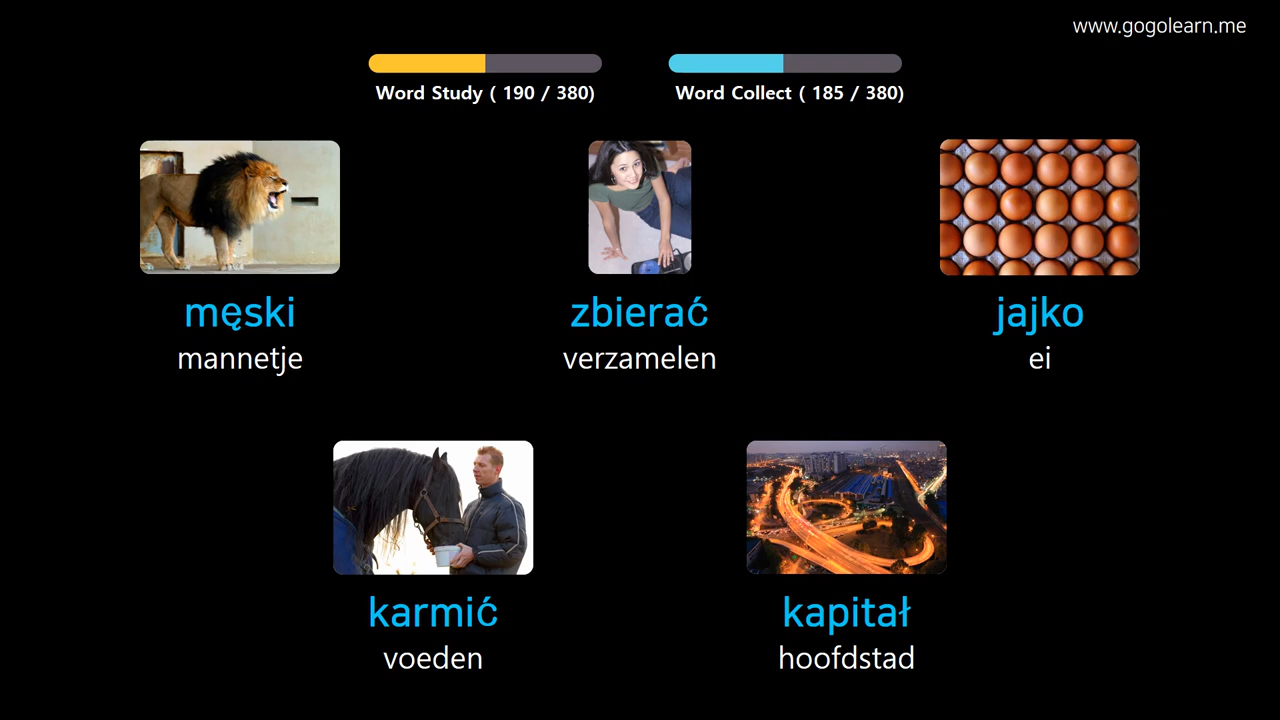 www.gogolearn.me
Word Study ( 190 / 380)
Word Collect ( 185 / 380)
męski
mannetje
zbierać
verzamelen
jajko
ei
karmić
voeden
kapitał
hoofdstad